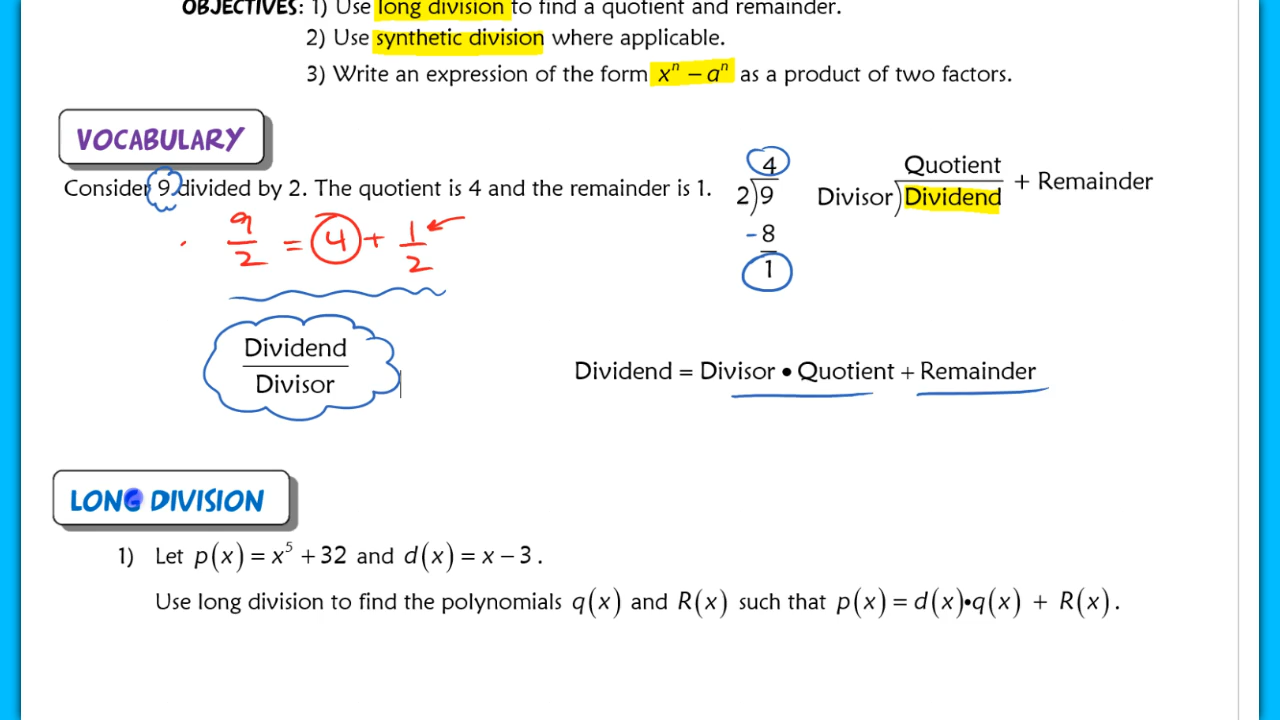 OBJECTIVES: 1) Use long division to find a quotient and remainder.
2) Use synthetic division where applicable.
3) Write an expression of the form xⁿ − aⁿ as a product of two factors.
VOCABULARY
Consider 9 divided by 2. The quotient is 4 and the remainder is 1.
9/2 = 4 + 1/2
4
2)9
-8
1
Quotient
Divisor)Dividend + Remainder
Dividend
Divisor
Dividend = Divisor • Quotient + Remainder
LONG DIVISION
1) Let p(x) = x⁵ + 32 and d(x) = x − 3.
Use long division to find the polynomials q(x) and R(x) such that p(x) = d(x)•q(x) + R(x).